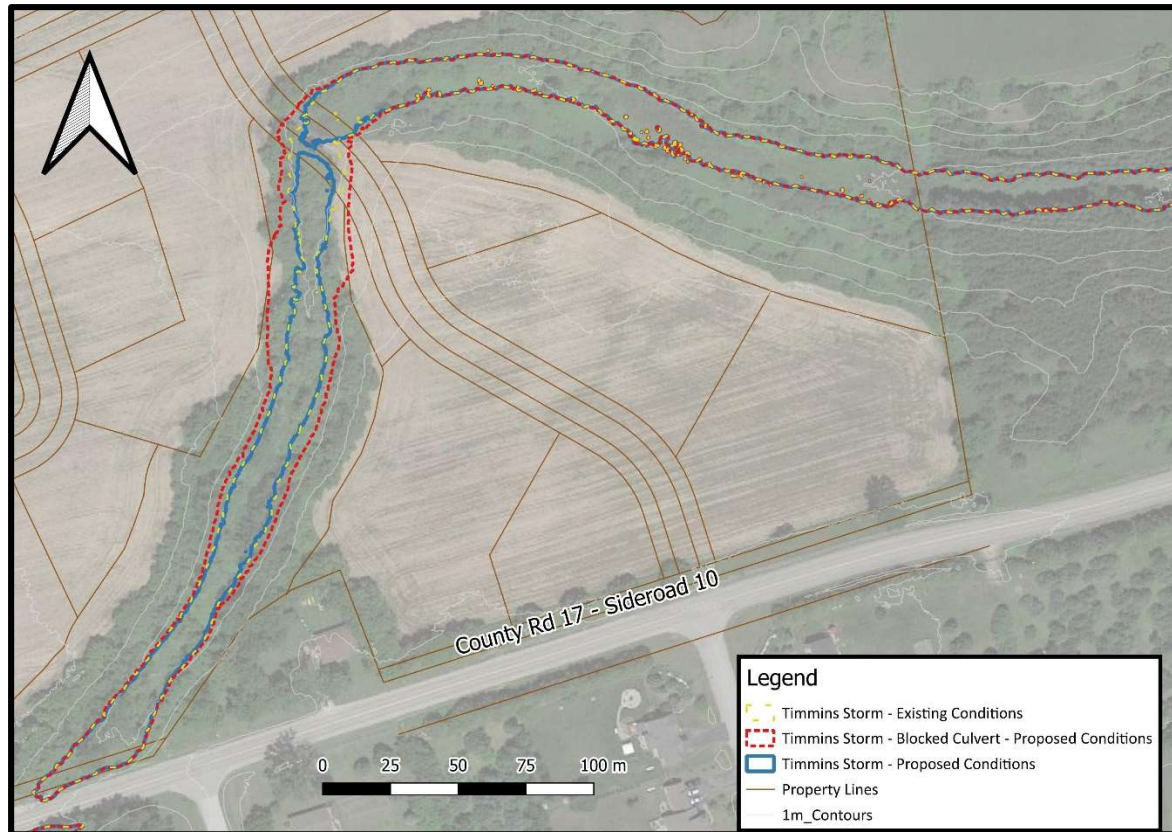 County Rd 17 - Sideroad 10
0 25 50 75 100 m
Legend
Timmins Storm - Existing Conditions
Timmins Storm - Blocked Culvert - Proposed Conditions
Timmins Storm - Proposed Conditions
Property Lines
1m_Contours